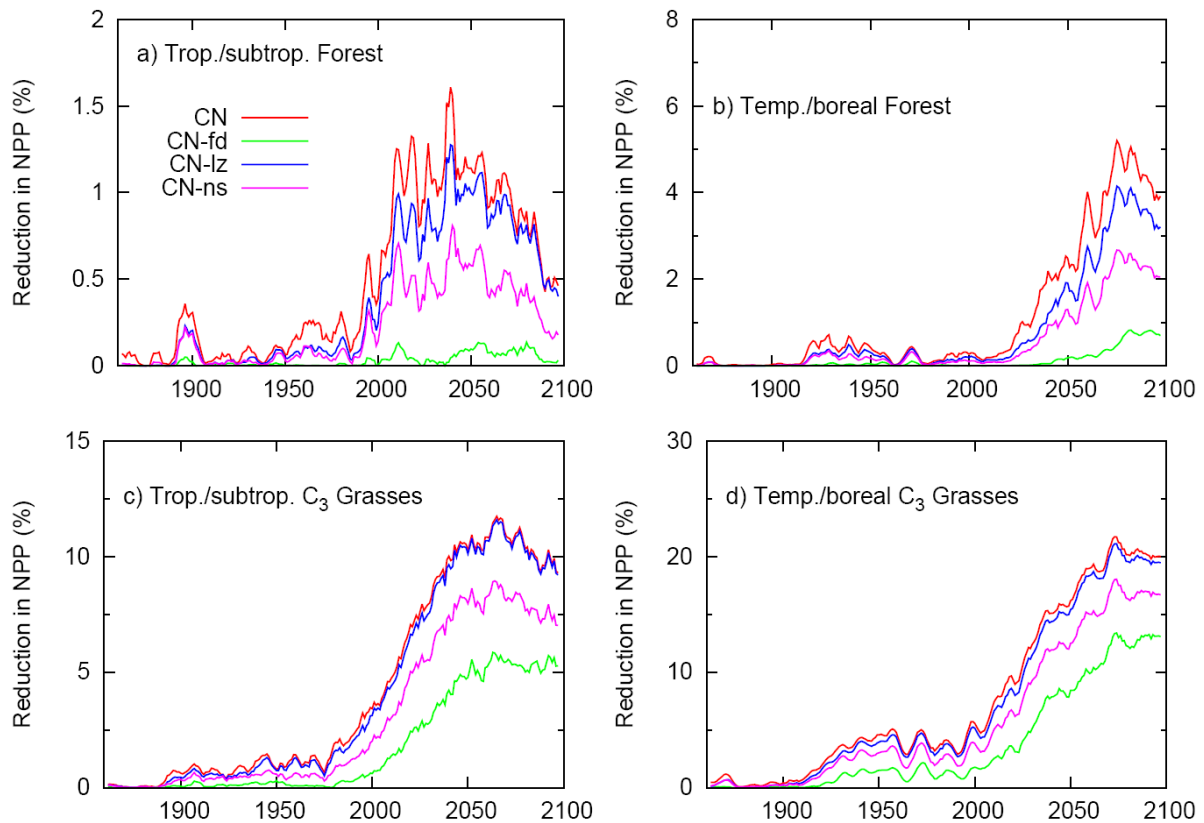 2
1.5
1
0.5
0
Reduction in NPP (%)
a) Trop./subtrop. Forest
CN
CN-fd
CN-lz
CN-ns
1900 1950 2000 2050 2100
8
6
4
2
0
Reduction in NPP (%)
b) Temp./boreal Forest
1900 1950 2000 2050 2100
15
10
5
0
Reduction in NPP (%)
c) Trop./subtrop. C3 Grasses
1900 1950 2000 2050 2100
30
20
10
0
Reduction in NPP (%)
d) Temp./boreal C3 Grasses
1900 1950 2000 2050 2100